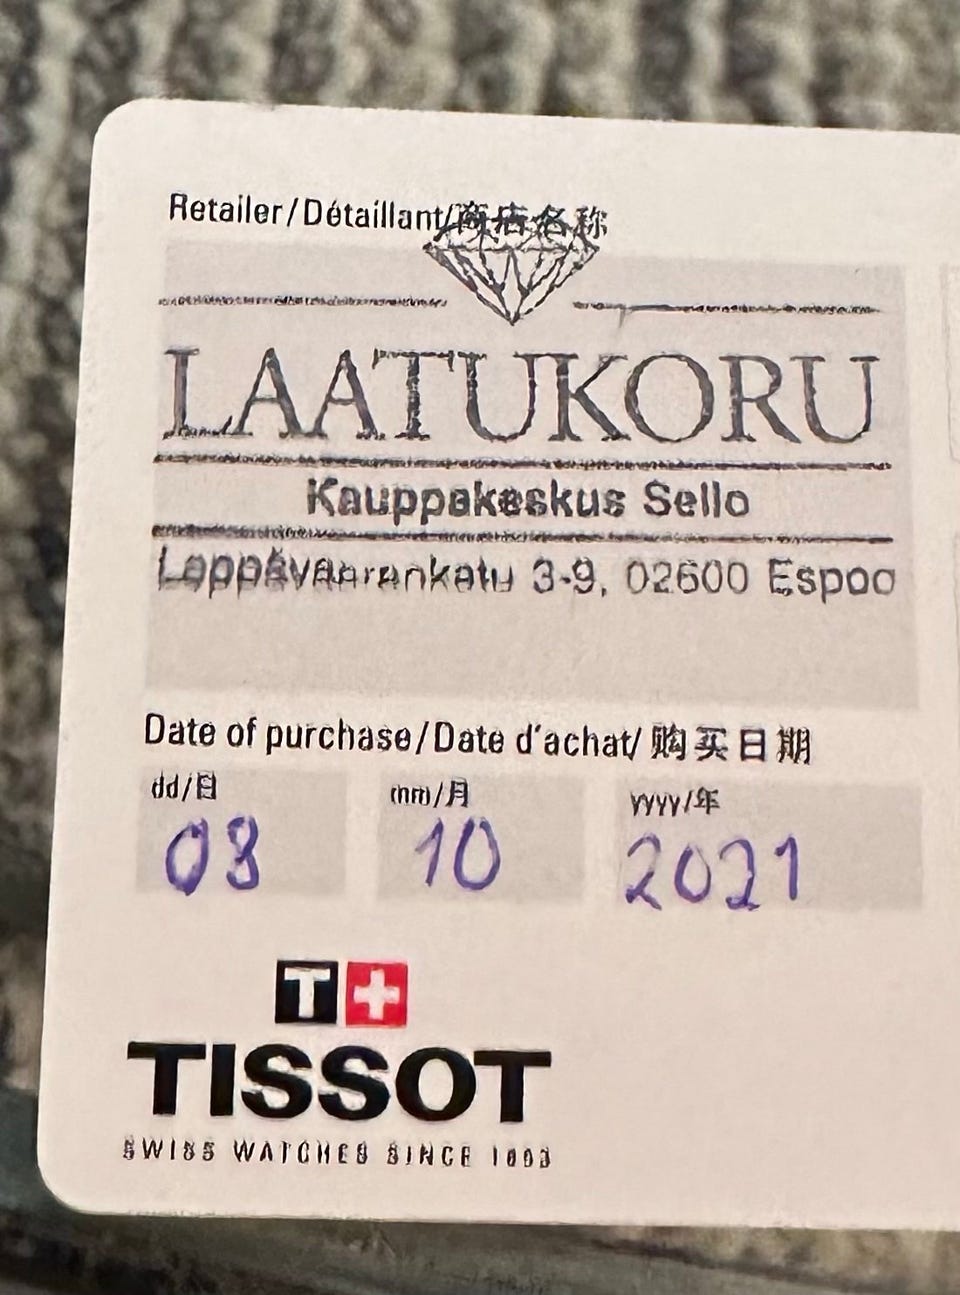 Retailer/Détaillant/商店名称
LAATUKORU
Kauppakeskus Sello
Leppävaarankatu 3-9, 02600 Espoo
Date of purchase/Date d'achat/购买日期
dd/日 mm/月 yyyy/年
10 2021
T+
TISSOT
SWISS WATCHES SINCE 1853